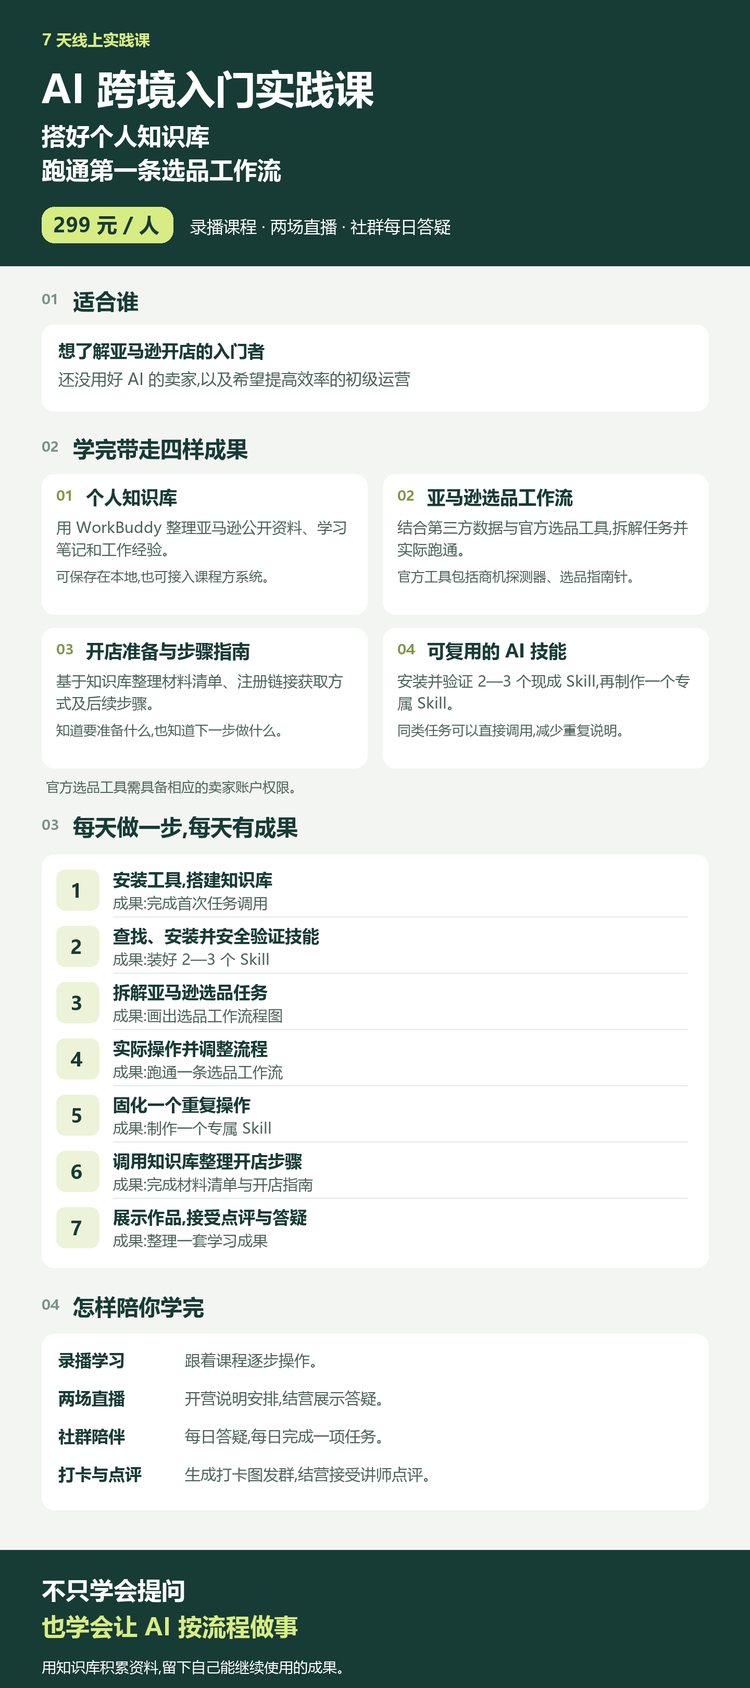 7 天线上实践课
AI 跨境入门实践课
搭好个人知识库
跑通第一条选品工作流
299 元 / 人
录播课程 · 两场直播 · 社群每日答疑
01 适合谁
想了解亚马逊开店的入门者
还没用好 AI 的卖家,以及希望提高效率的初级运营
02 学完带走四样成果
01 个人知识库
用 WorkBuddy 整理亚马逊公开资料、学习
笔记和工作经验。
可保存在本地,也可接入课程方系统。
02 亚马逊选品工作流
结合第三方数据与官方选品工具,拆解任务并
实际跑通。
官方工具包括商机探测器、选品指南针。
03 开店准备与步骤指南
基于知识库整理材料清单、注册链接获取方
式及后续步骤。
知道要准备什么,也知道下一步做什么。
04 可复用的 AI 技能
安装并验证 2—3 个现成 Skill,再制作一个专
属 Skill。
同类任务可以直接调用,减少重复说明。
官方选品工具需具备相应的卖家账户权限。
03 每天做一步,每天有成果
1
安装工具,搭建知识库
成果:完成首次任务调用
2
查找、安装并安全验证技能
成果:装好 2—3 个 Skill
3
拆解亚马逊选品任务
成果:画出选品工作流程图
4
实际操作并调整流程
成果:跑通一条选品工作流
5
固化一个重复操作
成果:制作一个专属 Skill
6
调用知识库整理开店步骤
成果:完成材料清单与开店指南
7
展示作品,接受点评与答疑
成果:整理一套学习成果
04 怎样陪你学完
录播学习 跟着课程逐步操作。
两场直播 开营说明安排,结营展示答疑。
社群陪伴 每日答疑,每日完成一项任务。
打卡与点评 生成打卡图发群,结营接受讲师点评。
不只学会提问
也学会让 AI 按流程做事
用知识库积累资料,留下自己能继续使用的成果。